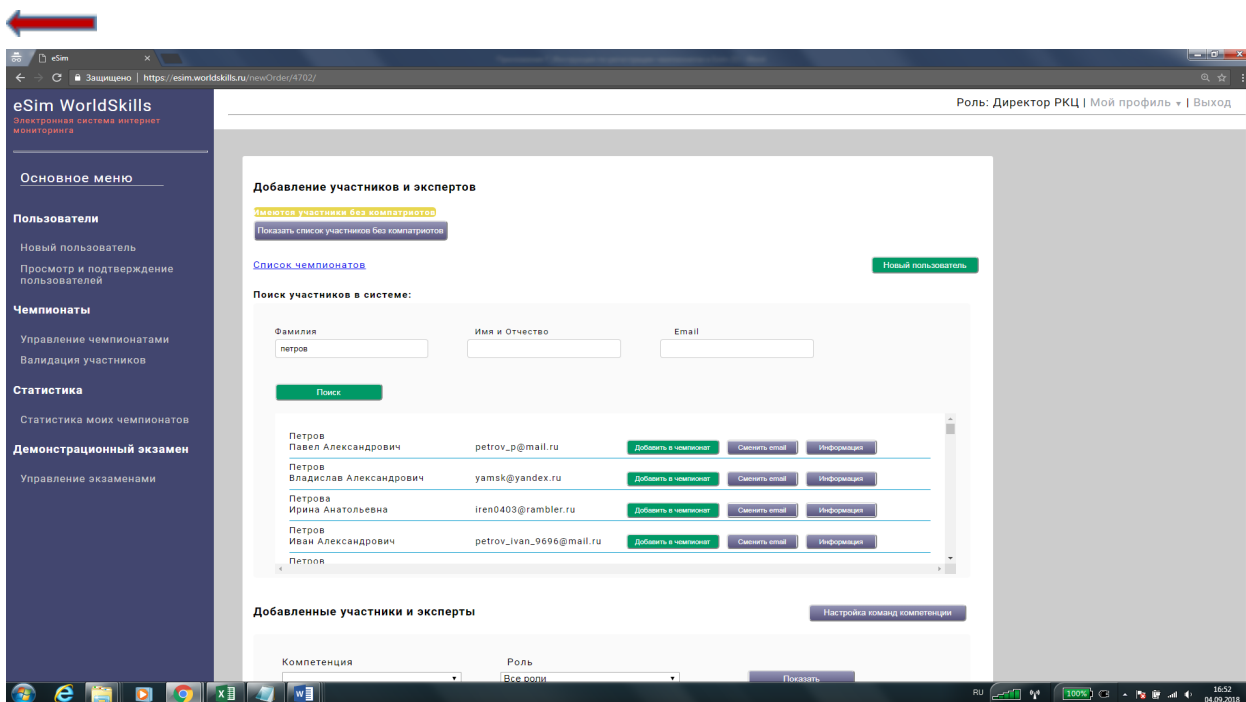 eSim
Защищено | https://esim.worldskills.ru/newOrder/4702/
eSim WorldSkills
Электронная система интернет
мониторинга
Роль: Директор РКЦ | Мой профиль ▾ | Выход
Основное меню
Пользователи
Новый пользователь
Просмотр и подтверждение
пользователей
Чемпионаты
Управление чемпионатами
Валидация участников
Статистика
Статистика моих чемпионатов
Демонстрационный экзамен
Управление экзаменами
Добавление участников и экспертов
Имеются участники без компатриотов
Показать список участников без компатриотов
Список чемпионатов
Новый пользователь
Поиск участников в системе:
Фамилия Имя и Отчество Email
петров
Поиск
Петров
Павел Александрович petrov_p@mail.ru Добавить в чемпионат Сменить email Информация
Петров
Владислав Александрович yamsk@yandex.ru Добавить в чемпионат Сменить email Информация
Петрова
Ирина Анатольевна iren0403@rambler.ru Добавить в чемпионат Сменить email Информация
Петров
Иван Александрович petrov_ivan_9696@mail.ru Добавить в чемпионат Сменить email Информация
Петров
Добавленные участники и эксперты
Настройка команд компетенции
Компетенция Роль
Все роли Показать
RU 100% 16:52
04.09.2018